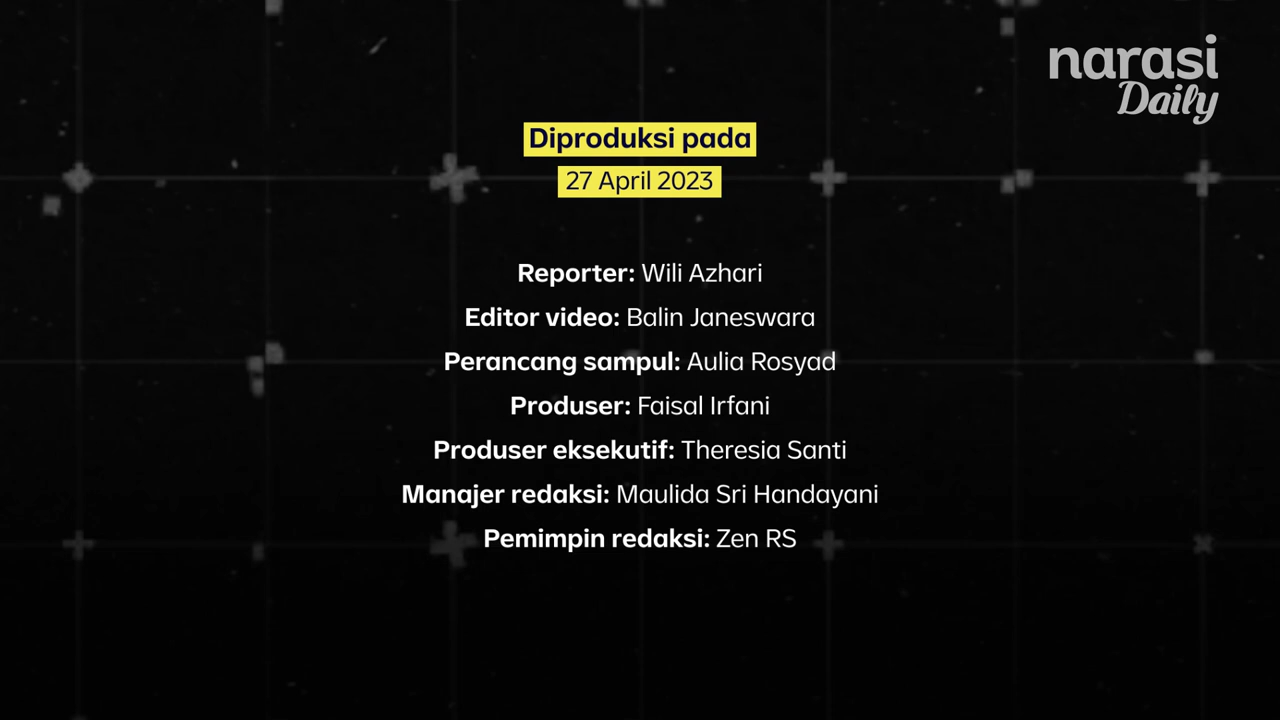 narasi
Daily
Diproduksi pada
27 April 2023
Reporter: Wili Azhari
Editor video: Balin Janeswara
Perancang sampul: Aulia Rosyad
Produser: Faisal Irfani
Produser eksekutif: Theresia Santi
Manajer redaksi: Maulida Sri Handayani
Pemimpin redaksi: Zen RS